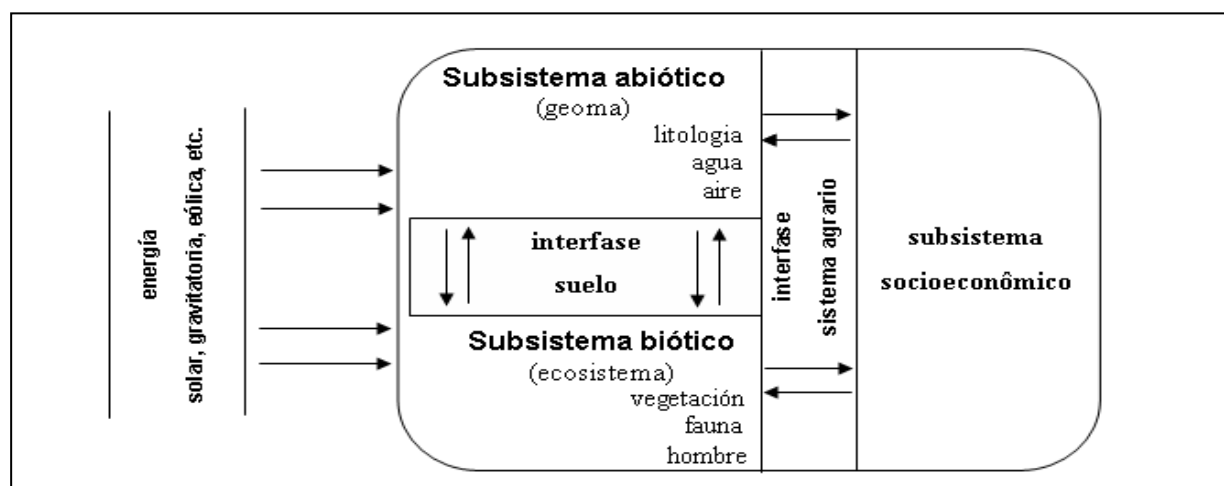 energía
solar, gravitatoria, eólica, etc.
Subsistema abiótico
(geoma)
litologia
agua
aire
interfase
suelo
Subsistema biótico
(ecosistema)
vegetación
fauna
hombre
interfase
sistema agrario
subsistema
socioeconômico